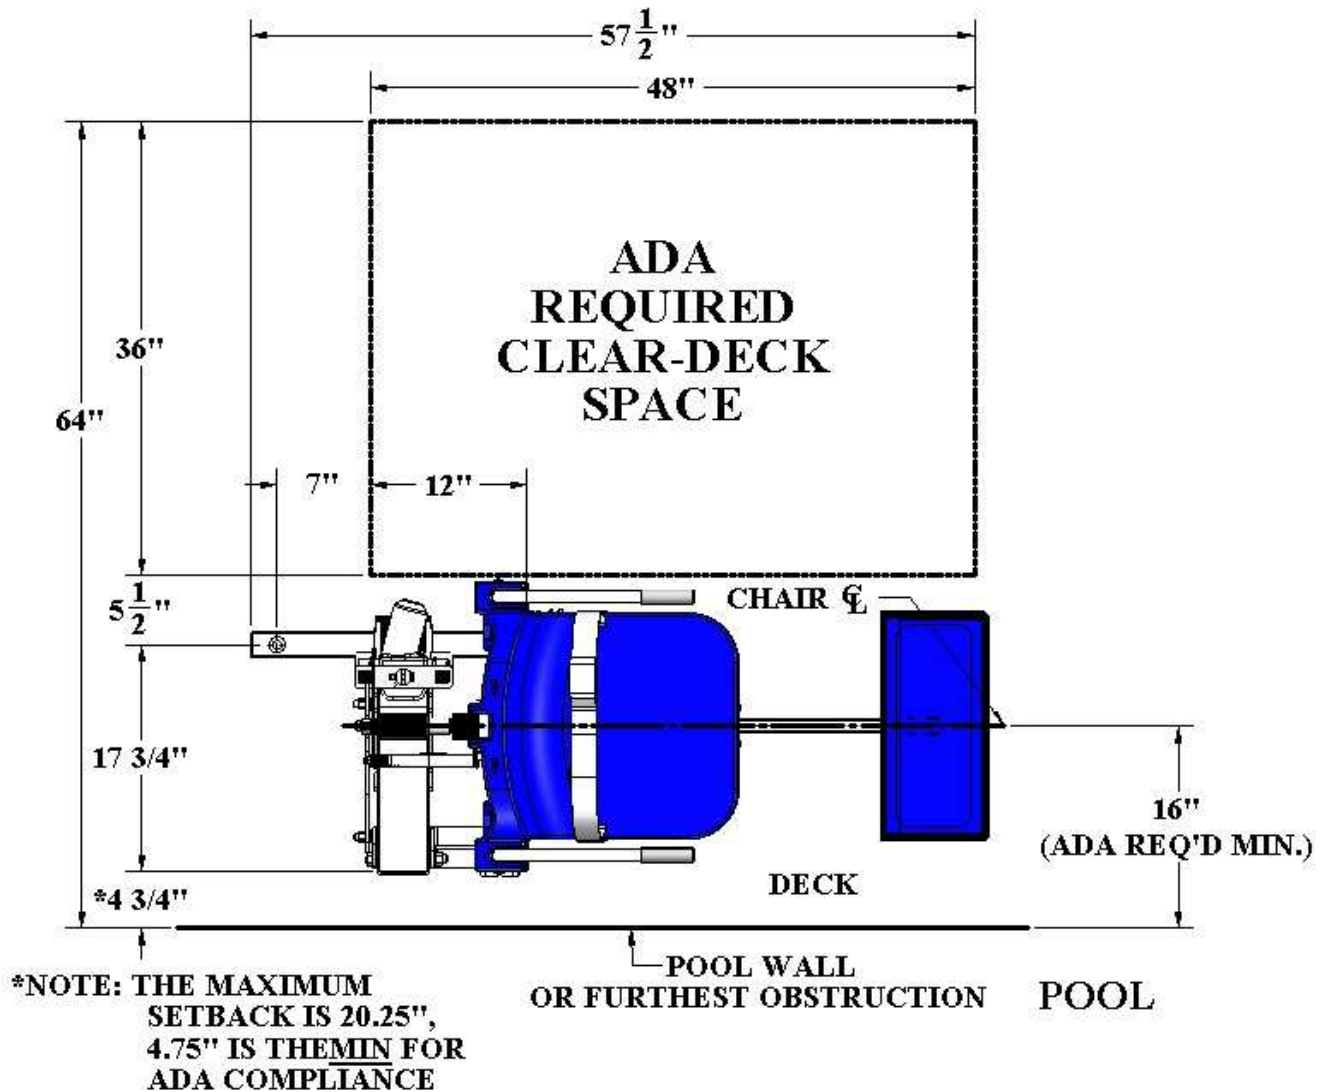 57 1/2"
48"
ADA
REQUIRED
CLEAR-DECK
SPACE
36"
64"
7"
12"
5 1/2"
CHAIR ℄
17 3/4"
16"
(ADA REQ'D MIN.)
*4 3/4"
DECK
POOL WALL
OR FURTHEST OBSTRUCTION
POOL
*NOTE: THE MAXIMUM
SETBACK IS 20.25",
4.75" IS THEMIN FOR
ADA COMPLIANCE